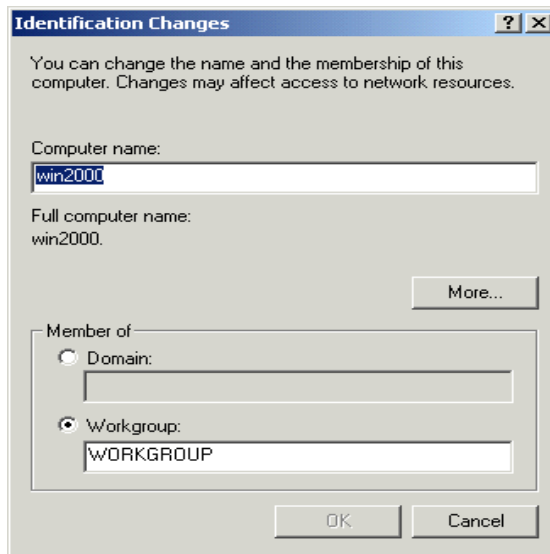 Identification Changes
You can change the name and the membership of this
computer. Changes may affect access to network resources.
Computer name:
win2000
Full computer name:
win2000.
More...
Member of
Domain:
Workgroup:
WORKGROUP
OK
Cancel